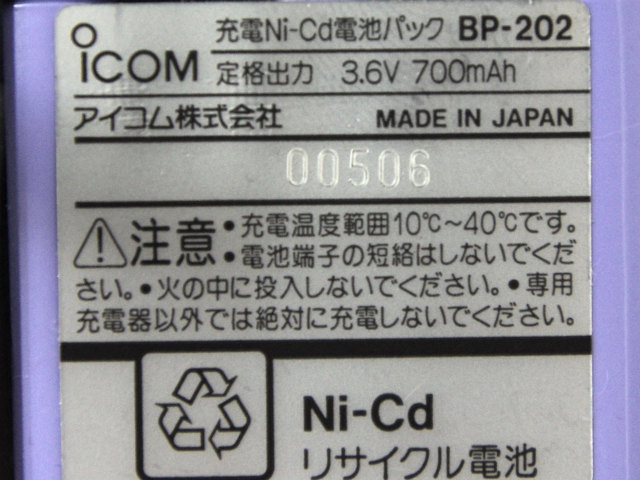 ICOM 充電Ni-Cd電池パック BP-202
定格出力 3.6V 700mAh
アイコム株式会社 MADE IN JAPAN
00506
注意 •充電温度範囲10℃～40℃です。
•電池端子の短絡はしないでくだ
さい。•火の中に投入しないでください。•専用
充電器以外では絶対に充電しないでください。
Ni-Cd
リサイクル電池